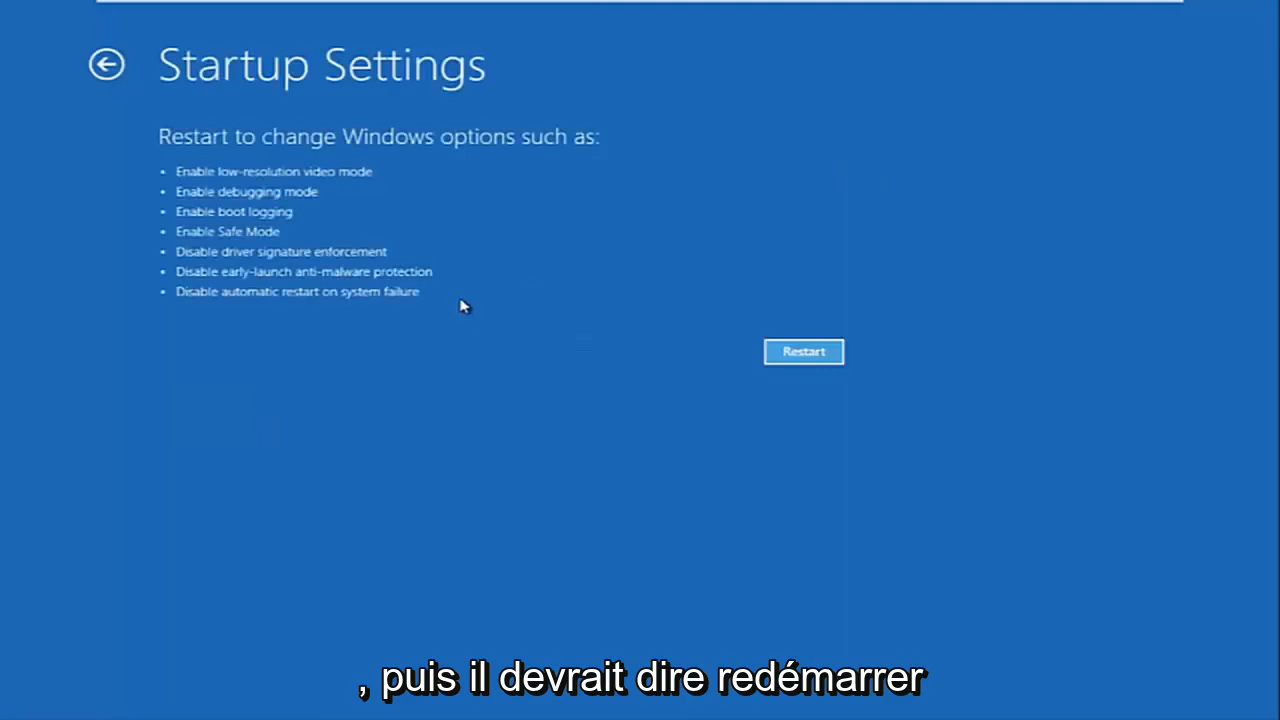 Startup Settings
Restart to change Windows options such as:
• Enable low-resolution video mode
• Enable debugging mode
• Enable boot logging
• Enable Safe Mode
• Disable driver signature enforcement
• Disable early-launch anti-malware protection
• Disable automatic restart on system failure
Restart
, puis il devrait dire redémarrer